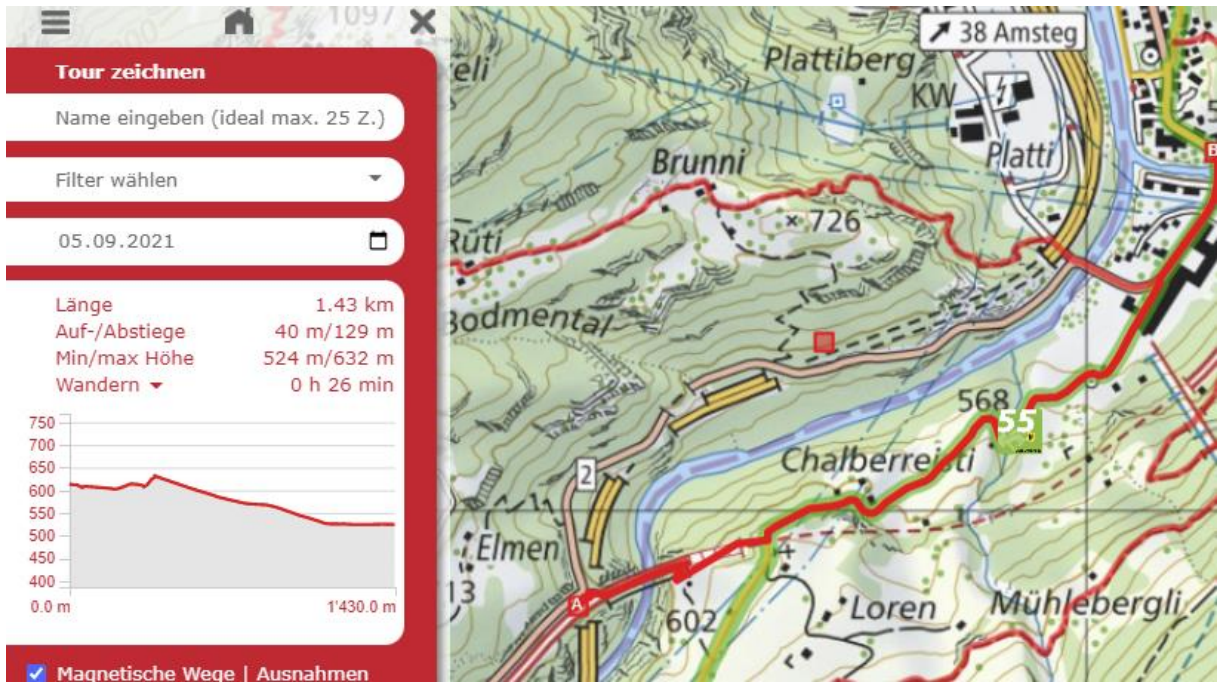 1097
Tour zeichnen
Name eingeben (ideal max. 25 Z.)
Filter wählen
05.09.2021
Länge 1.43 km
Auf-/Abstiege 40 m/129 m
Min/max Höhe 524 m/632 m
Wandern 0 h 26 min
750
700
650
600
550
500
450
400
0.0 m 1'430.0 m
Magnetische Wege | Ausnahmen
38 Amsteg
Plattiberg
KW
Platti
B
Brunni
726
Rüti
Bodmental
568
55
Chalberreisti
2
Elmen
A
13
602
Loren
Mühlebergli